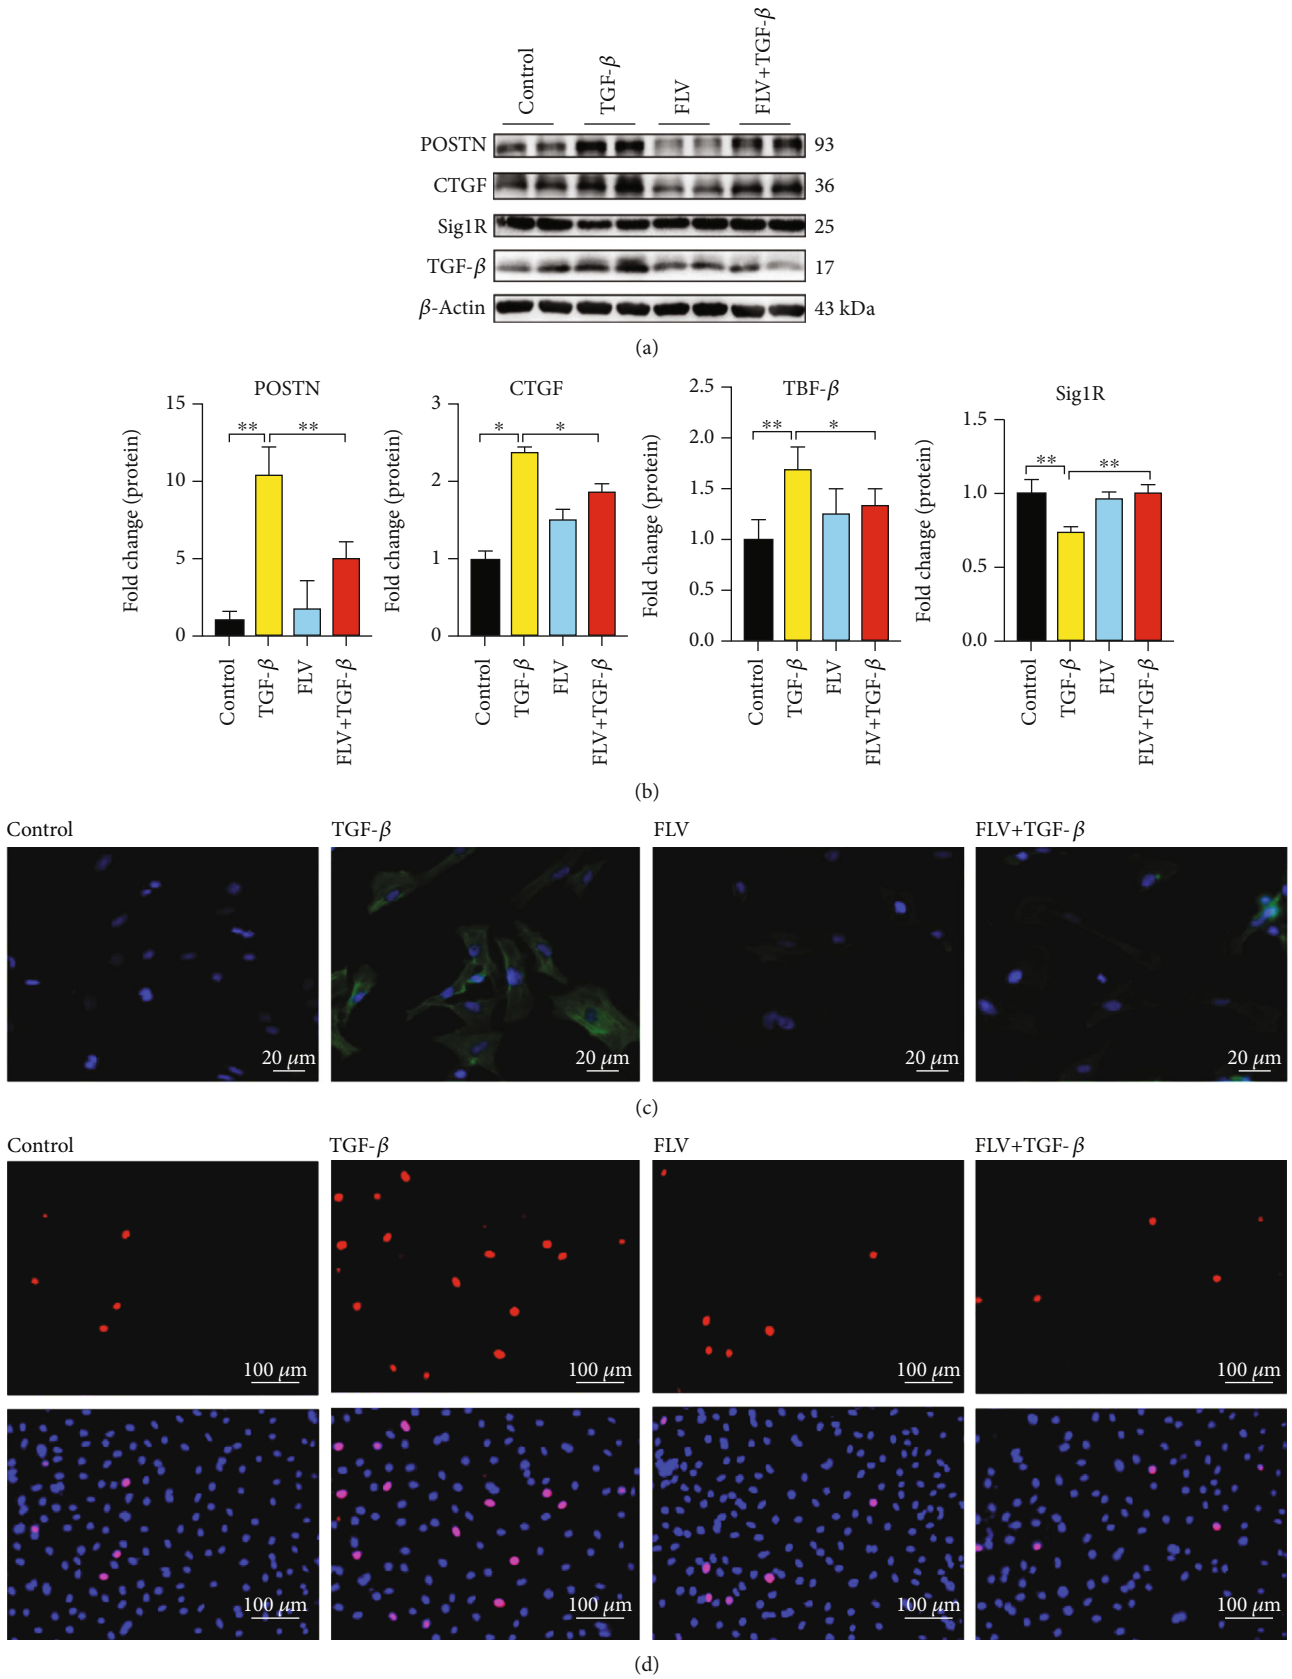 Control
TGF-β
FLV
FLV+TGF-β
POSTN 93
CTGF 36
Sig1R 25
TGF-β 17
β-Actin 43 kDa
(a)
POSTN
Fold change (protein)
15
10
5
0
** **
Control
TGF-β
FLV
FLV+TGF-β
CTGF
Fold change (protein)
3
2
1
0
* *
Control
TGF-β
FLV
FLV+TGF-β
TBF-β
Fold change (protein)
2.5
2.0
1.5
1.0
0.5
0.0
** *
Control
TGF-β
FLV
FLV+TGF-β
Sig1R
Fold change (protein)
1.5
1.0
0.5
0.0
** **
Control
TGF-β
FLV
FLV+TGF-β
(b)
Control TGF-β FLV FLV+TGF-β
20 μm 20 μm 20 μm 20 μm
(c)
Control TGF-β FLV FLV+TGF-β
100 μm 100 μm 100 μm 100 μm
100 μm 100 μm 100 μm 100 μm
(d)